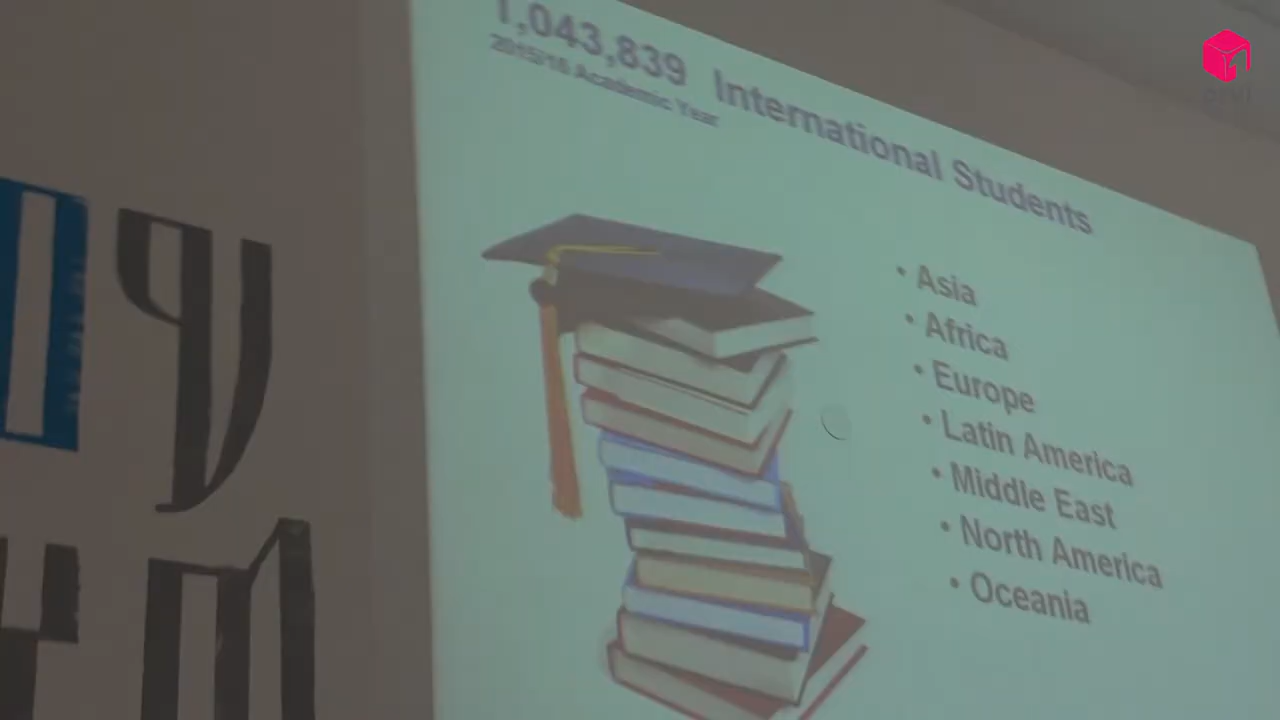 1,043,839 International Students
2015/16 Academic Year
• Asia
• Africa
• Europe
• Latin America
• Middle East
• North America
• Oceania